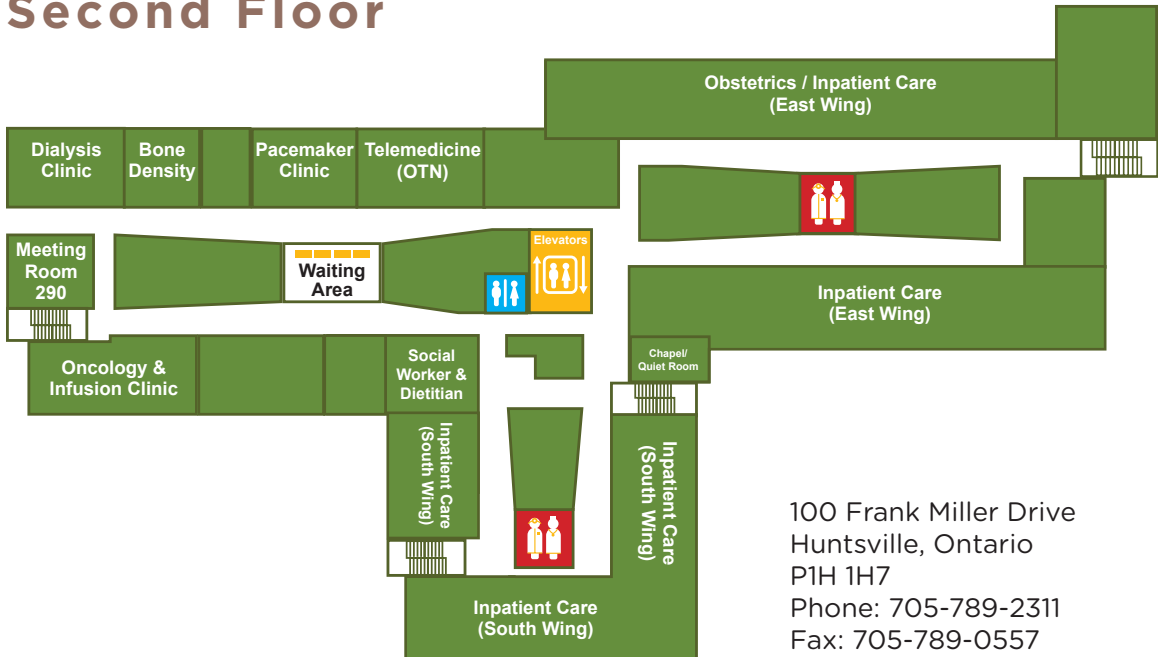 Second Floor
Obstetrics / Inpatient Care
(East Wing)
Dialysis
Clinic
Bone
Density
Pacemaker
Clinic
Telemedicine
(OTN)
Meeting
Room
290
Waiting
Area
Elevators
Inpatient Care
(East Wing)
Oncology &
Infusion Clinic
Social
Worker &
Dietitian
Chapel/
Quiet Room
Inpatient Care
(South Wing)
Inpatient Care
(South Wing)
Inpatient Care
(South Wing)
100 Frank Miller Drive
Huntsville, Ontario
P1H 1H7
Phone: 705-789-2311
Fax: 705-789-0557